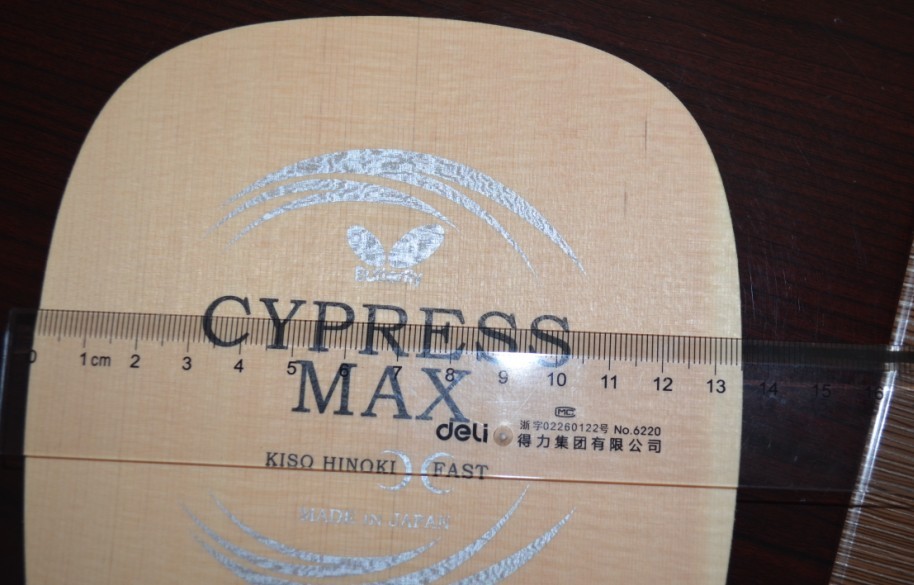 Butterfly
CYPRESS
MAX
0 1cm 2 3 4 5 6 7 8 9 10 11 12 13 14 15 16
deli
MC
浙字02260122号 No.6220
得力集团有限公司
KISO HINOKI FAST
MADE IN JAPAN